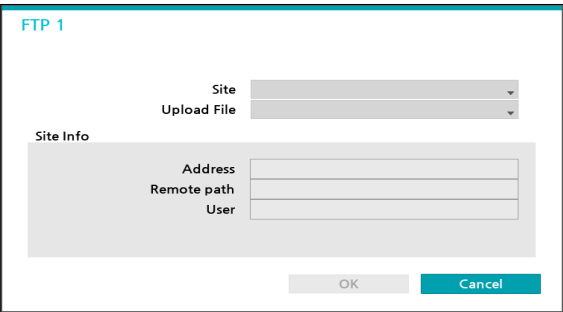 FTP 1
Site
Upload File
Site Info
Address
Remote path
User
OK
Cancel